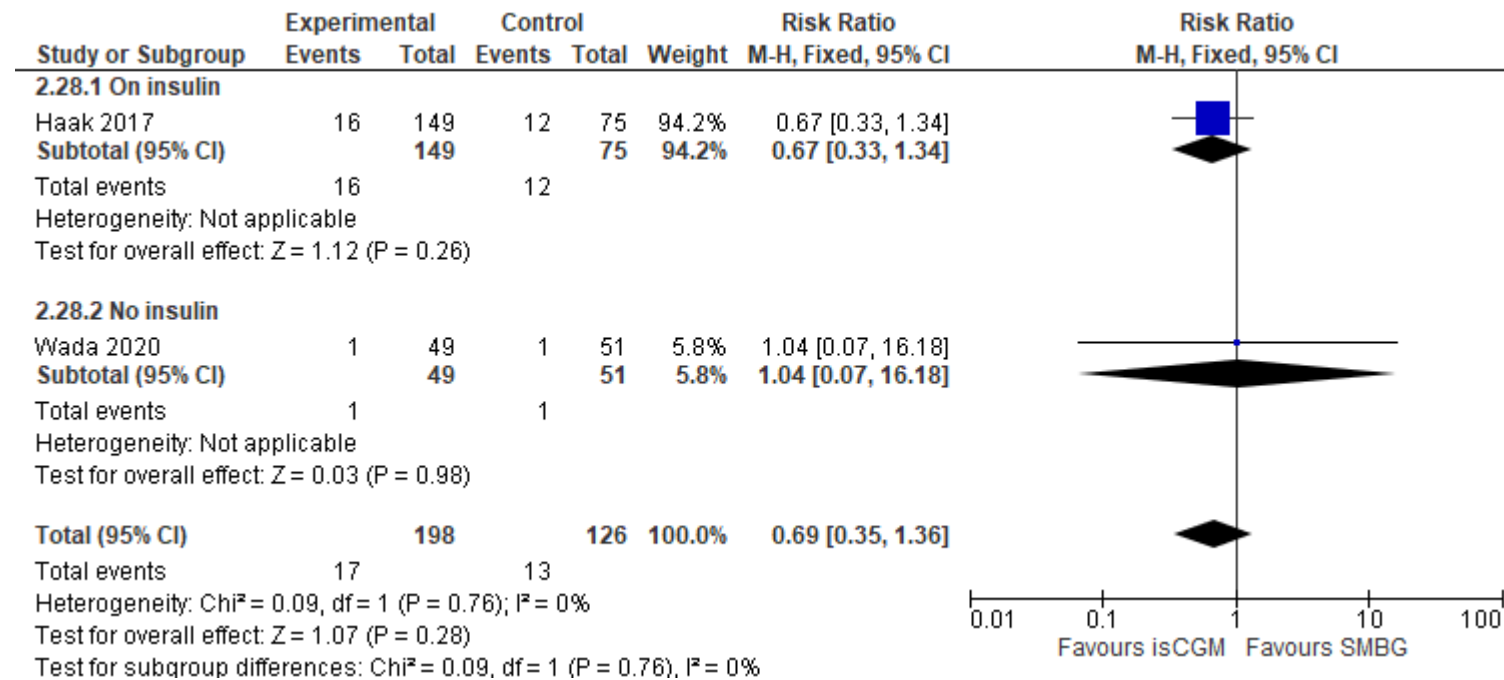 Experimental Control Risk Ratio Risk Ratio
Study or Subgroup Events Total Events Total Weight M-H, Fixed, 95% CI M-H, Fixed, 95% CI
2.28.1 On insulin
Haak 2017 16 149 12 75 94.2% 0.67 [0.33, 1.34]
Subtotal (95% CI) 149 75 94.2% 0.67 [0.33, 1.34]
Total events 16 12
Heterogeneity: Not applicable
Test for overall effect: Z = 1.12 (P = 0.26)
2.28.2 No insulin
Wada 2020 1 49 1 51 5.8% 1.04 [0.07, 16.18]
Subtotal (95% CI) 49 51 5.8% 1.04 [0.07, 16.18]
Total events 1 1
Heterogeneity: Not applicable
Test for overall effect: Z = 0.03 (P = 0.98)
Total (95% CI) 198 126 100.0% 0.69 [0.35, 1.36]
Total events 17 13
Heterogeneity: Chi² = 0.09, df = 1 (P = 0.76); I² = 0%
Test for overall effect: Z = 1.07 (P = 0.28)
Test for subgroup differences: Chi² = 0.09, df = 1 (P = 0.76), I² = 0%
0.01 0.1 1 10 100
Favours isCGM Favours SMBG